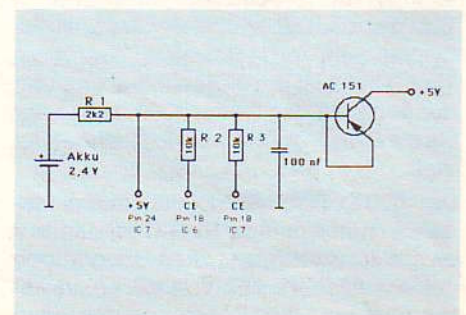 AC 151
+5V
R 1
2k2
10k
R 2
10k
R 3
+
Akku
2,4V
100 nf
+5V
Pin 24
IC 7
CE
Pin 18
IC 6
CE
Pin 18
IC 7